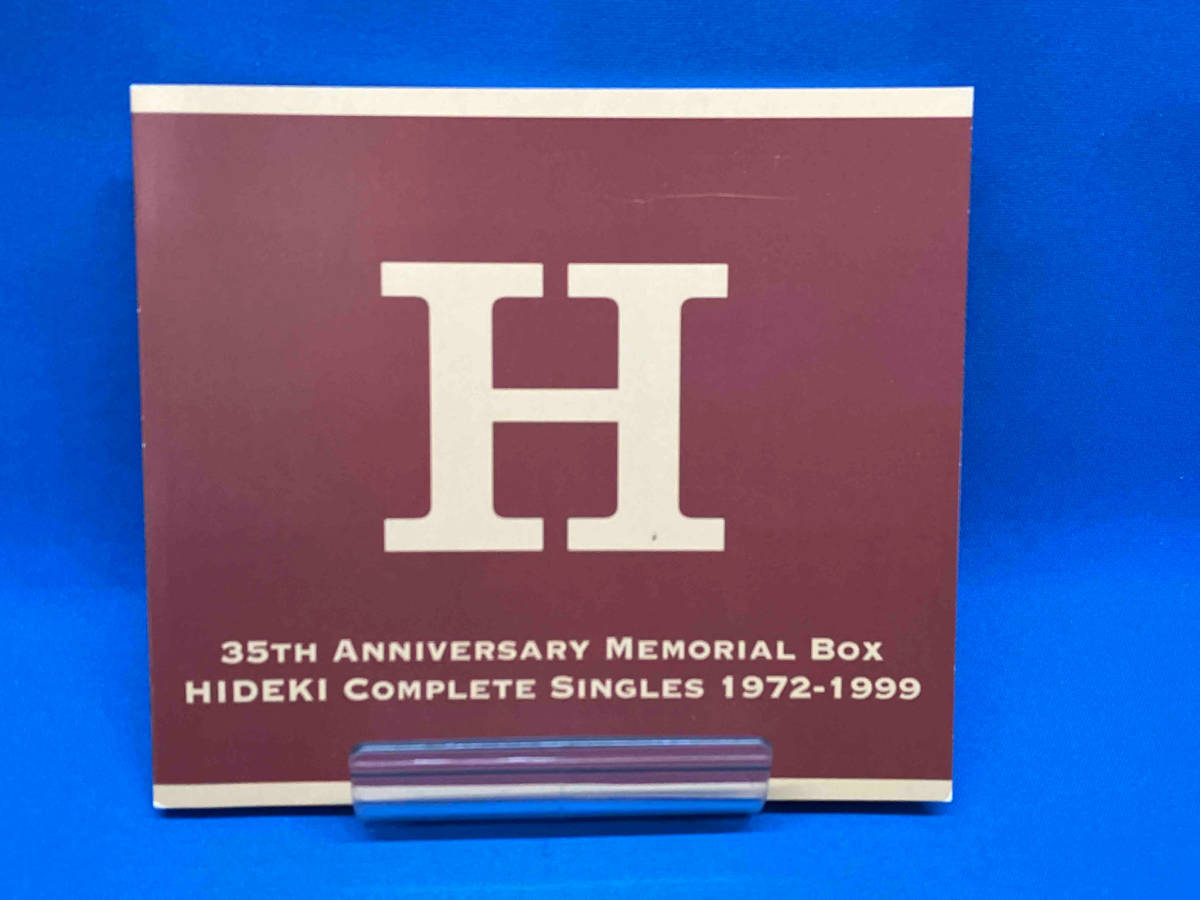 H
35TH ANNIVERSARY MEMORIAL BOX
HIDEKI COMPLETE SINGLES 1972-1999